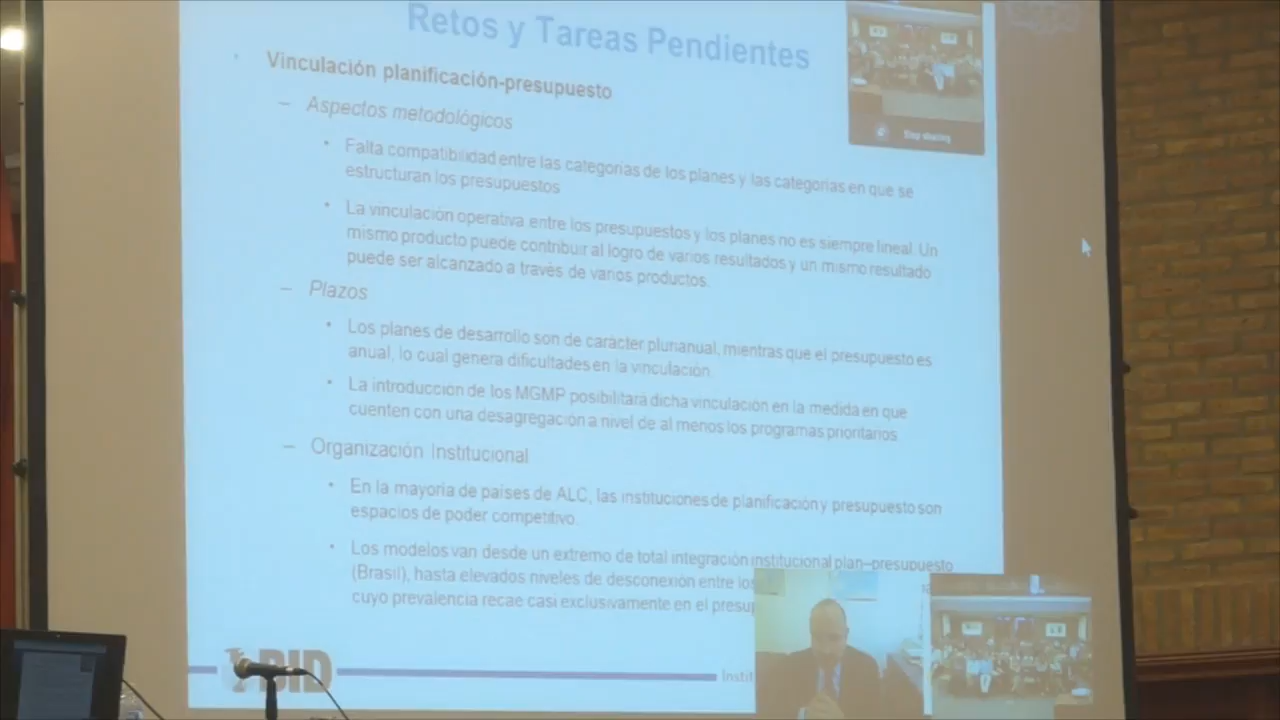 Retos y Tareas Pendientes
Stop sharing
Vinculación planificación-presupuesto
– Aspectos metodológicos
• Falta compatibilidad entre las categorías de los planes y las categorías en que se
estructuran los presupuestos
• La vinculación operativa entre los presupuestos y los planes no es siempre lineal. Un
mismo producto puede contribuir al logro de varios resultados y un mismo resultado
puede ser alcanzado a través de varios productos.
– Plazos
• Los planes de desarrollo son de carácter plurianual, mientras que el presupuesto es
anual, lo cual genera dificultades en la vinculación.
• La introducción de los MGMP posibilitará dicha vinculación en la medida en que
cuenten con una desagregación a nivel de al menos los programas prioritarios
– Organización Institucional
• En la mayoría de países de ALC, las instituciones de planificación y presupuesto son
espacios de poder competitivo.
• Los modelos van desde un extremo de total integración institucional plan–presupuesto
(Brasil), hasta elevados niveles de desconexión entre los
cuyo prevalencia recae casi exclusivamente en el presu
BID
Instit